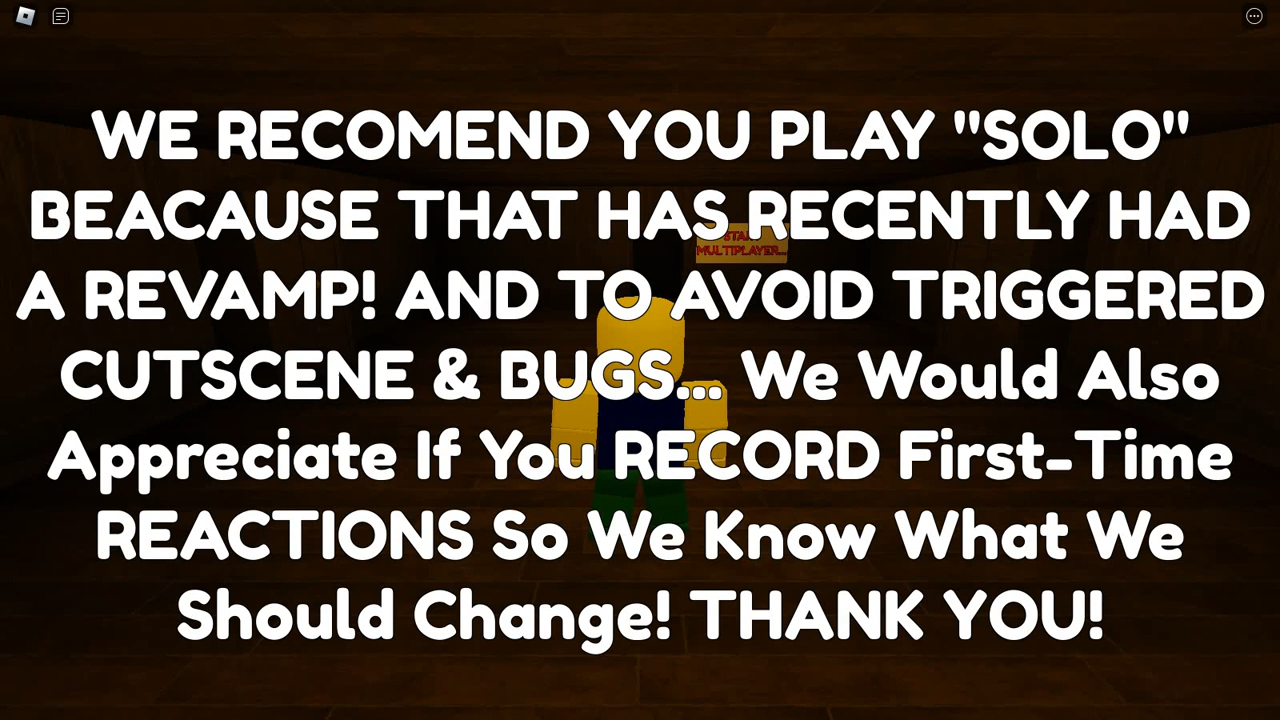 WE RECOMEND YOU PLAY "SOLO"
BEACAUSE THAT HAS RECENTLY HAD
A REVAMP! AND TO AVOID TRIGGERED
CUTSCENE & BUGS... We Would Also
Appreciate If You RECORD First-Time
REACTIONS So We Know What We
Should Change! THANK YOU!
MULTIPLAYER...